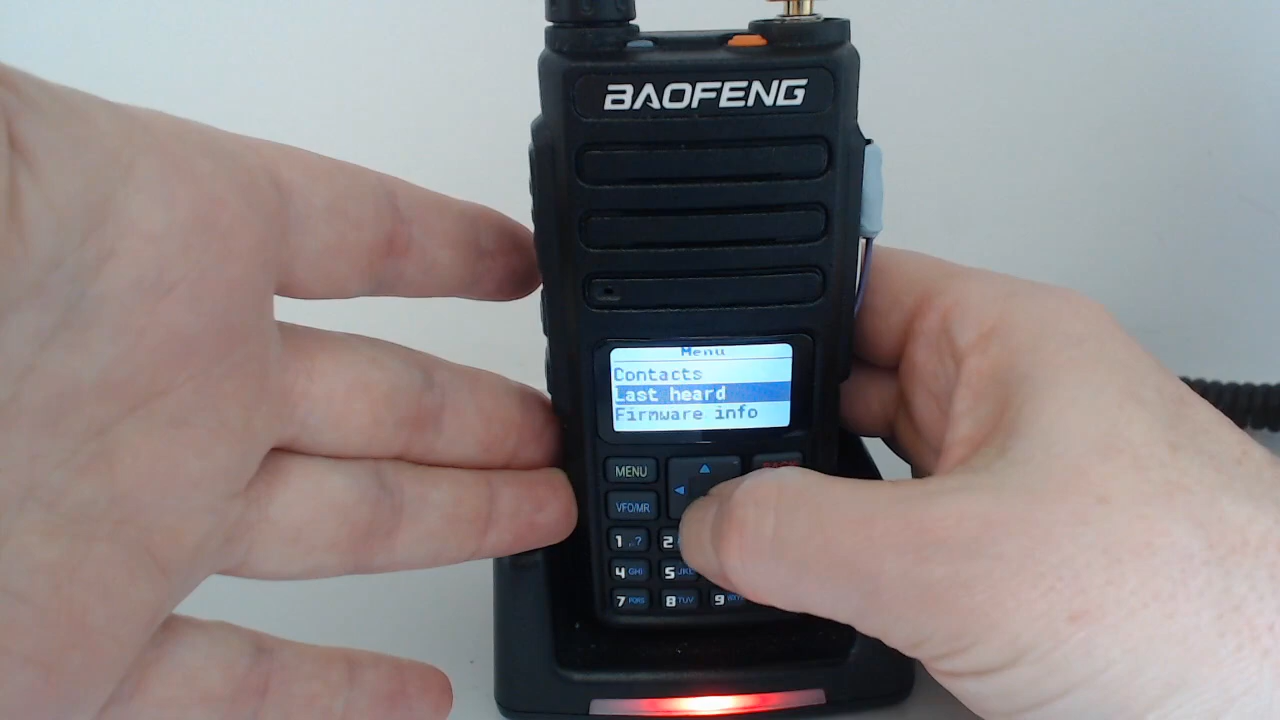 BAOFENG
Menu
Contacts
Last heard
Firmware info
MENU
VFO/MR
1 .,?
2
4 GHI
5 JKL
7 PQRS
8 TUV
9